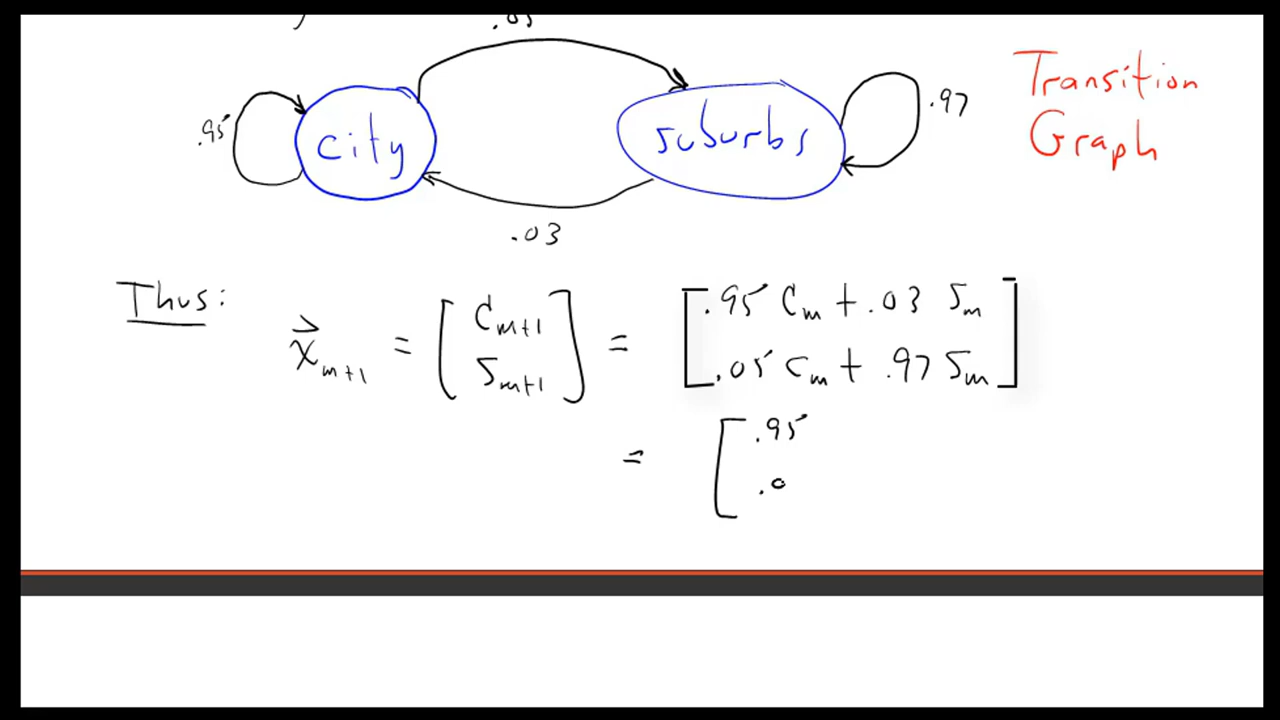 .05
.95
city
suburbs
.97
Transition
Graph
.03
Thus:
x⃗ₘ₊₁ = [ Cₘ₊₁ Sₘ₊₁ ] = [ .95 Cₘ + .03 Sₘ
.05 Cₘ + .97 Sₘ ]
= [ .95
.0